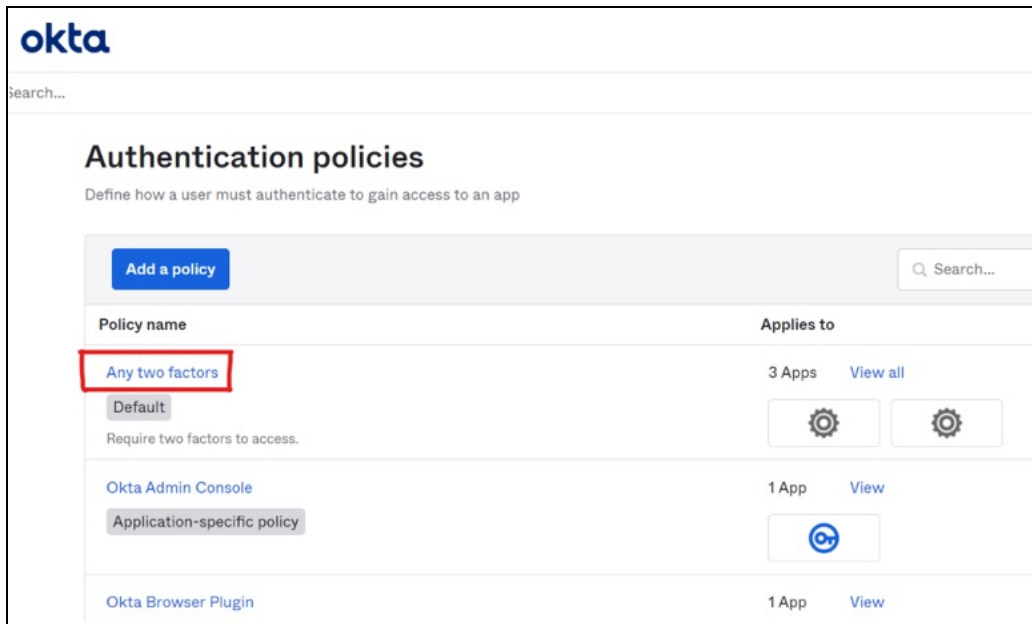 okta
Search...
Authentication policies
Define how a user must authenticate to gain access to an app
Add a policy
Search...
Policy name
Applies to
Any two factors
3 Apps
View all
Default
Require two factors to access.
Okta Admin Console
1 App
View
Application-specific policy
Okta Browser Plugin
1 App
View